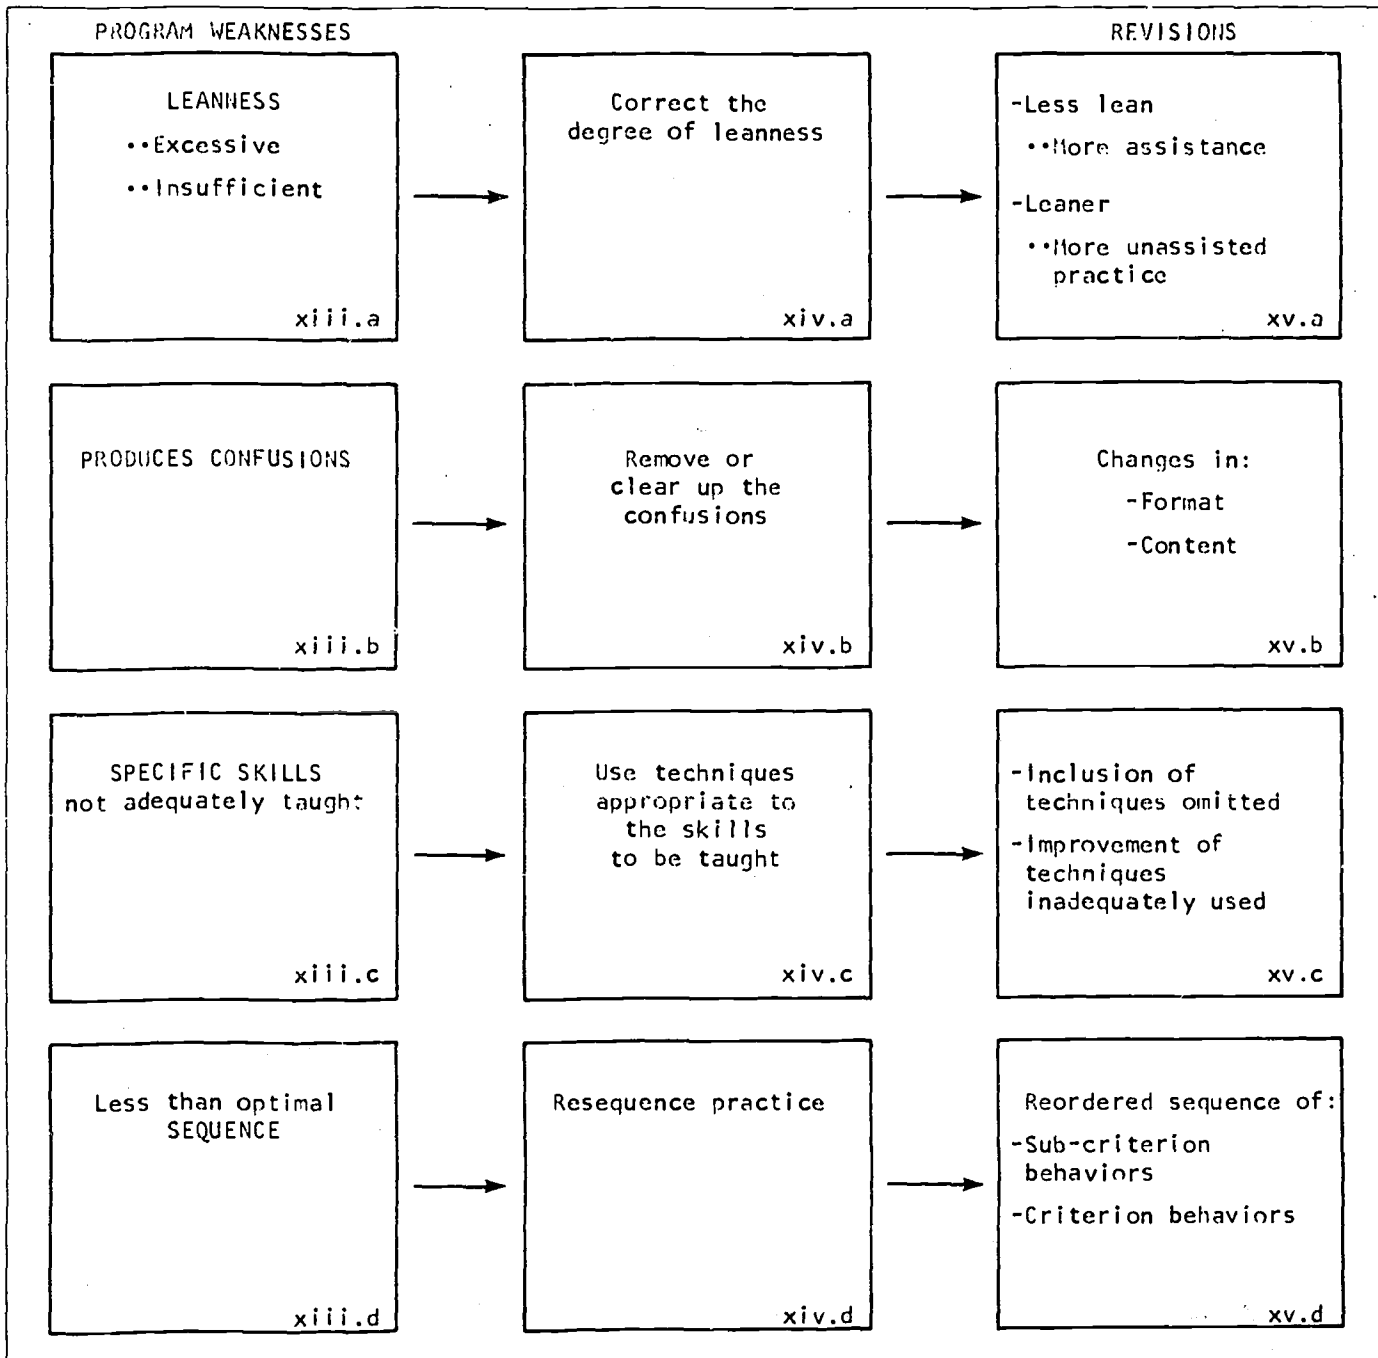 PROGRAM WEAKNESSES
REVISIONS
LEANNESS
••Excessive
••Insufficient
xiii.a
Correct the
degree of leanness
xiv.a
-Less lean
••More assistance
-Leaner
••More unassisted
practice
xv.a
PRODUCES CONFUSIONS
xiii.b
Remove or
clear up the
confusions
xiv.b
Changes in:
-Format
-Content
xv.b
SPECIFIC SKILLS
not adequately taught
xiii.c
Use techniques
appropriate to
the skills
to be taught
xiv.c
-Inclusion of
techniques omitted
-Improvement of
techniques
inadequately used
xv.c
Less than optimal
SEQUENCE
xiii.d
Resequence practice
xiv.d
Reordered sequence of:
-Sub-criterion
behaviors
-Criterion behaviors
xv.d